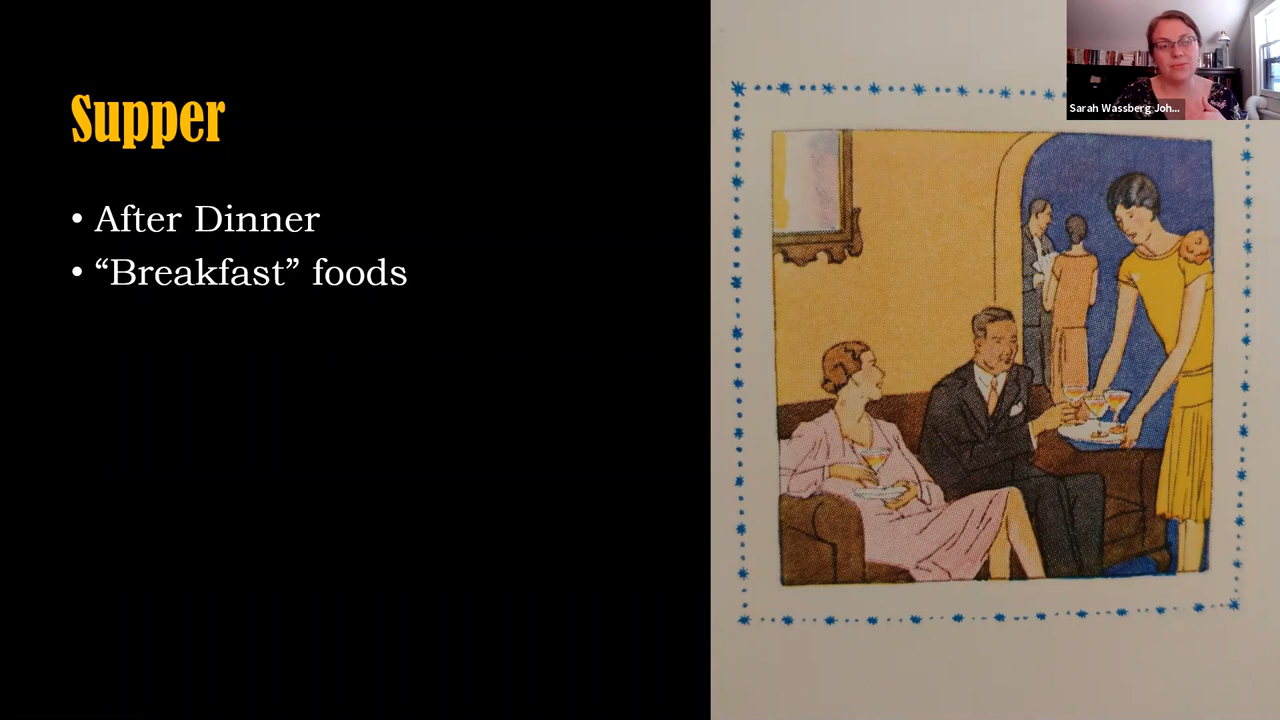 Supper
• After Dinner
• “Breakfast” foods
Sarah Wassberg Joh...